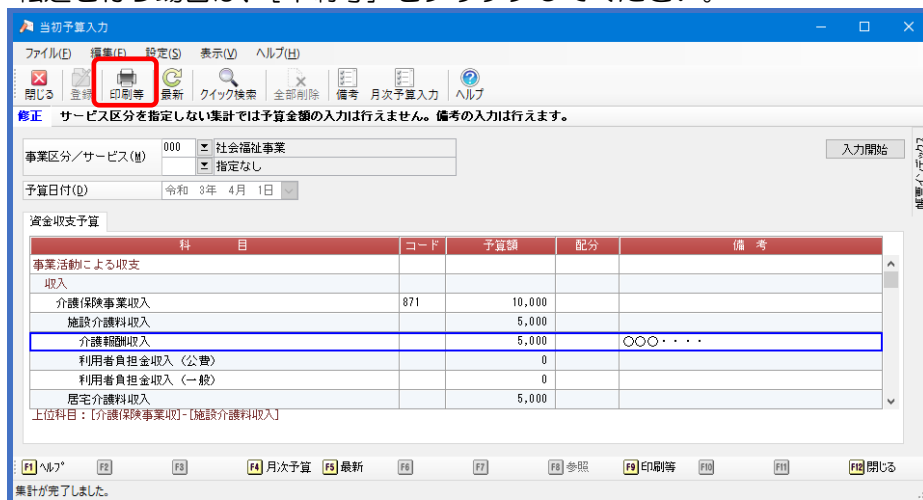 当初予算入力
ファイル(F) 編集(E) 設定(S) 表示(V) ヘルプ(H)
閉じる 登録 印刷等 最新 クイック検索 全部削除 備考 月次予算入力 ヘルプ
修正 サービス区分を指定しない集計では予算金額の入力は行えません。備考の入力は行えます。
事業区分/サービス(M) 000 社会福祉事業 入力開始
指定なし
予算日付(D) 令和 3年 4月 1日
資金収支予算
科 目 コード 予算額 配分 備 考
事業活動による収支
収入
介護保険事業収入 871 10,000
施設介護料収入 5,000
介護報酬収入 5,000 ○○○・・・・
利用者負担金収入(公費) 0
利用者負担金収入(一般) 0
居宅介護料収入 5,000
上位科目:[介護保険事業収]-[施設介護料収入]
F1 ヘルプ F2 F3 F4 月次予算 F5 最新 F6 F7 F8 参照 F9 印刷等 F10 F11 F12 閉じる
集計が完了しました。